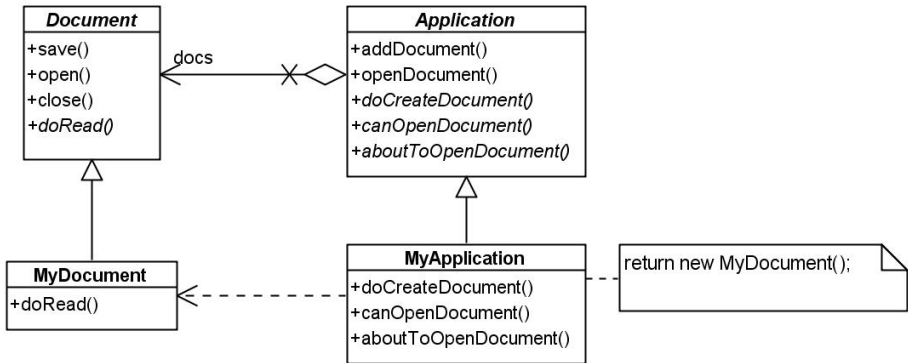 Document
+save()
+open()
+close()
+doRead()
docs
Application
+addDocument()
+openDocument()
+doCreateDocument()
+canOpenDocument()
+aboutToOpenDocument()
MyDocument
+doRead()
MyApplication
+doCreateDocument()
+canOpenDocument()
+aboutToOpenDocument()
return new MyDocument();